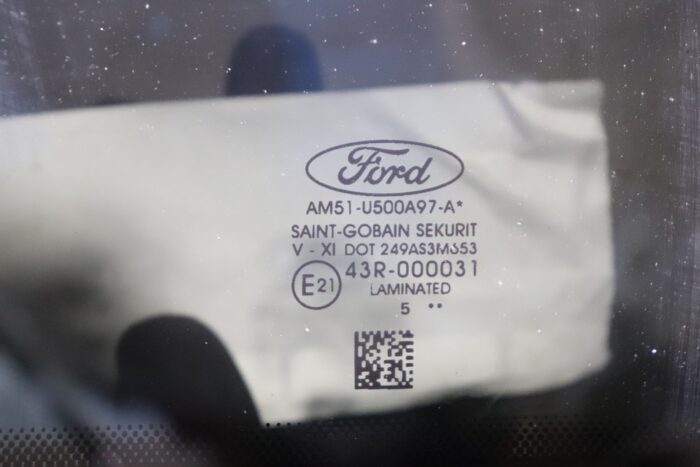 Ford
AM51-U500A97-A*
SAINT-GOBAIN SEKURIT
V - XI DOT 249AS3M353
E21 43R-000031
LAMINATED
5 ••